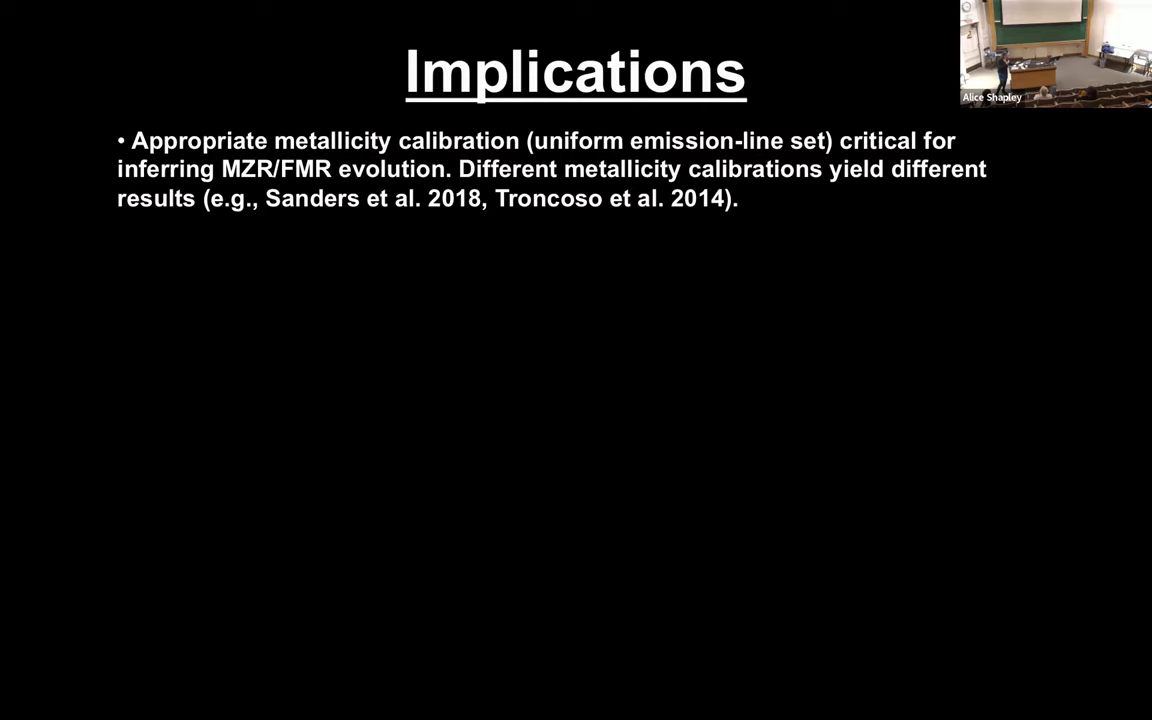 Implications
Alice Shapley
• Appropriate metallicity calibration (uniform emission-line set) critical for
inferring MZR/FMR evolution. Different metallicity calibrations yield different
results (e.g., Sanders et al. 2018, Troncoso et al. 2014).